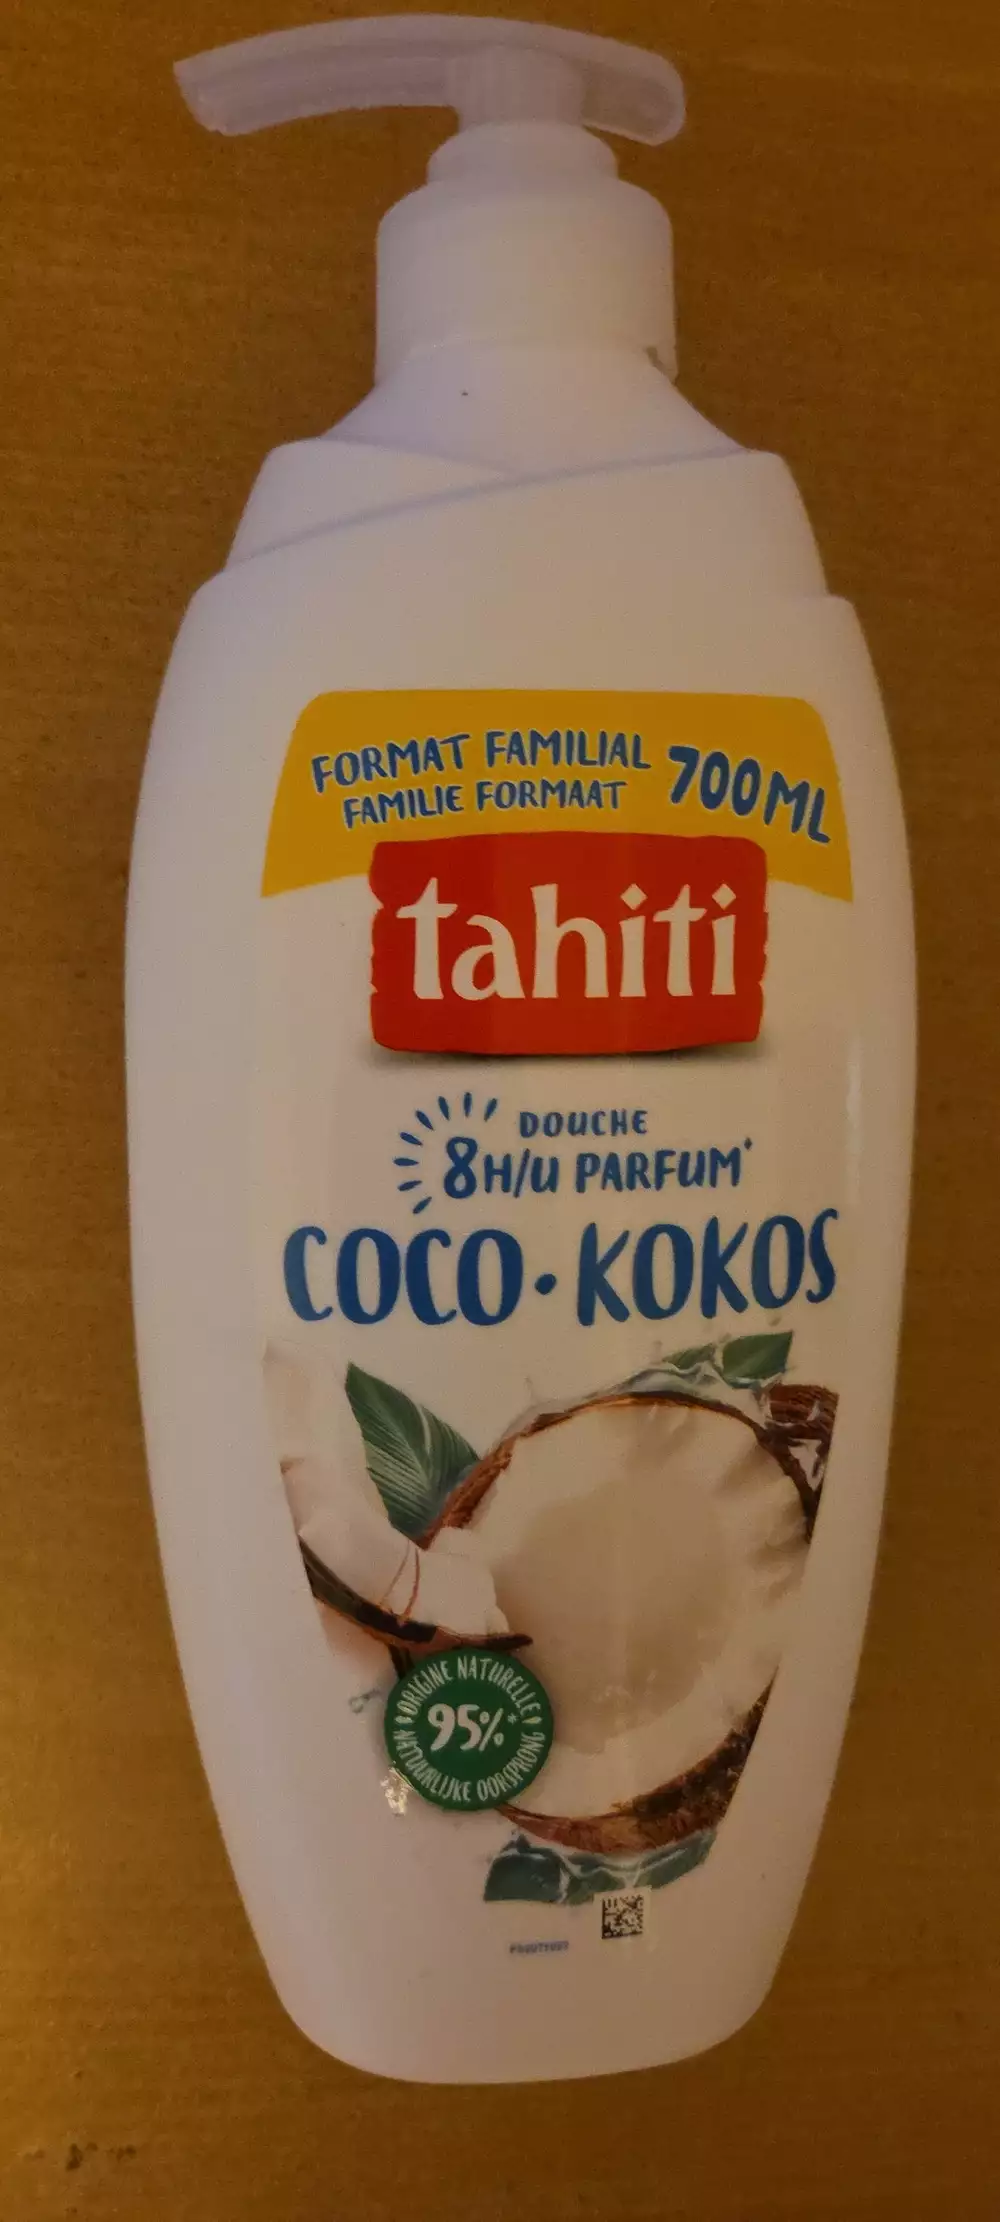 FORMAT FAMILIAL 700ML
FAMILIE FORMAAT
tahiti
DOUCHE
8H/U PARFUM*
COCO • KOKOS
ORIGINE NATURELLE
95%*
NATUURLIJKE OORSPRONG